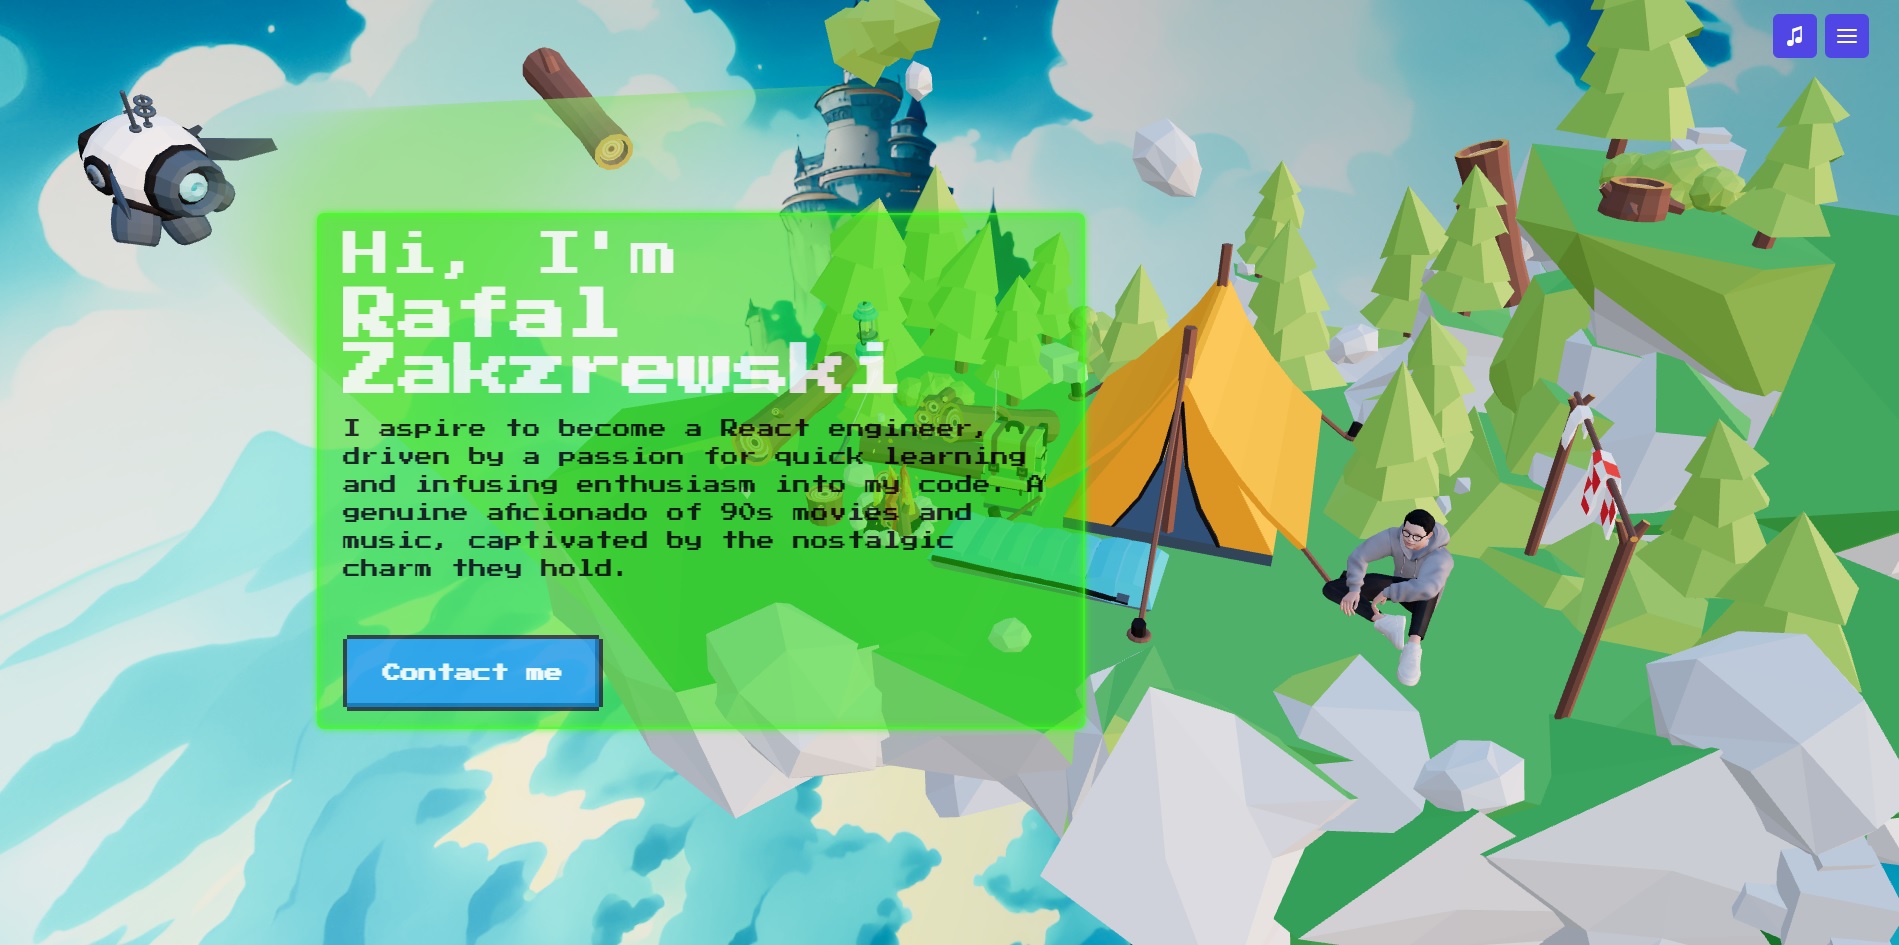 Hi, I'm
Rafal
Zakzrewski
I aspire to become a React engineer,
driven by a passion for quick learning
and infusing enthusiasm into my code. A
genuine aficionado of 90s movies and
music, captivated by the nostalgic
charm they hold.
Contact me